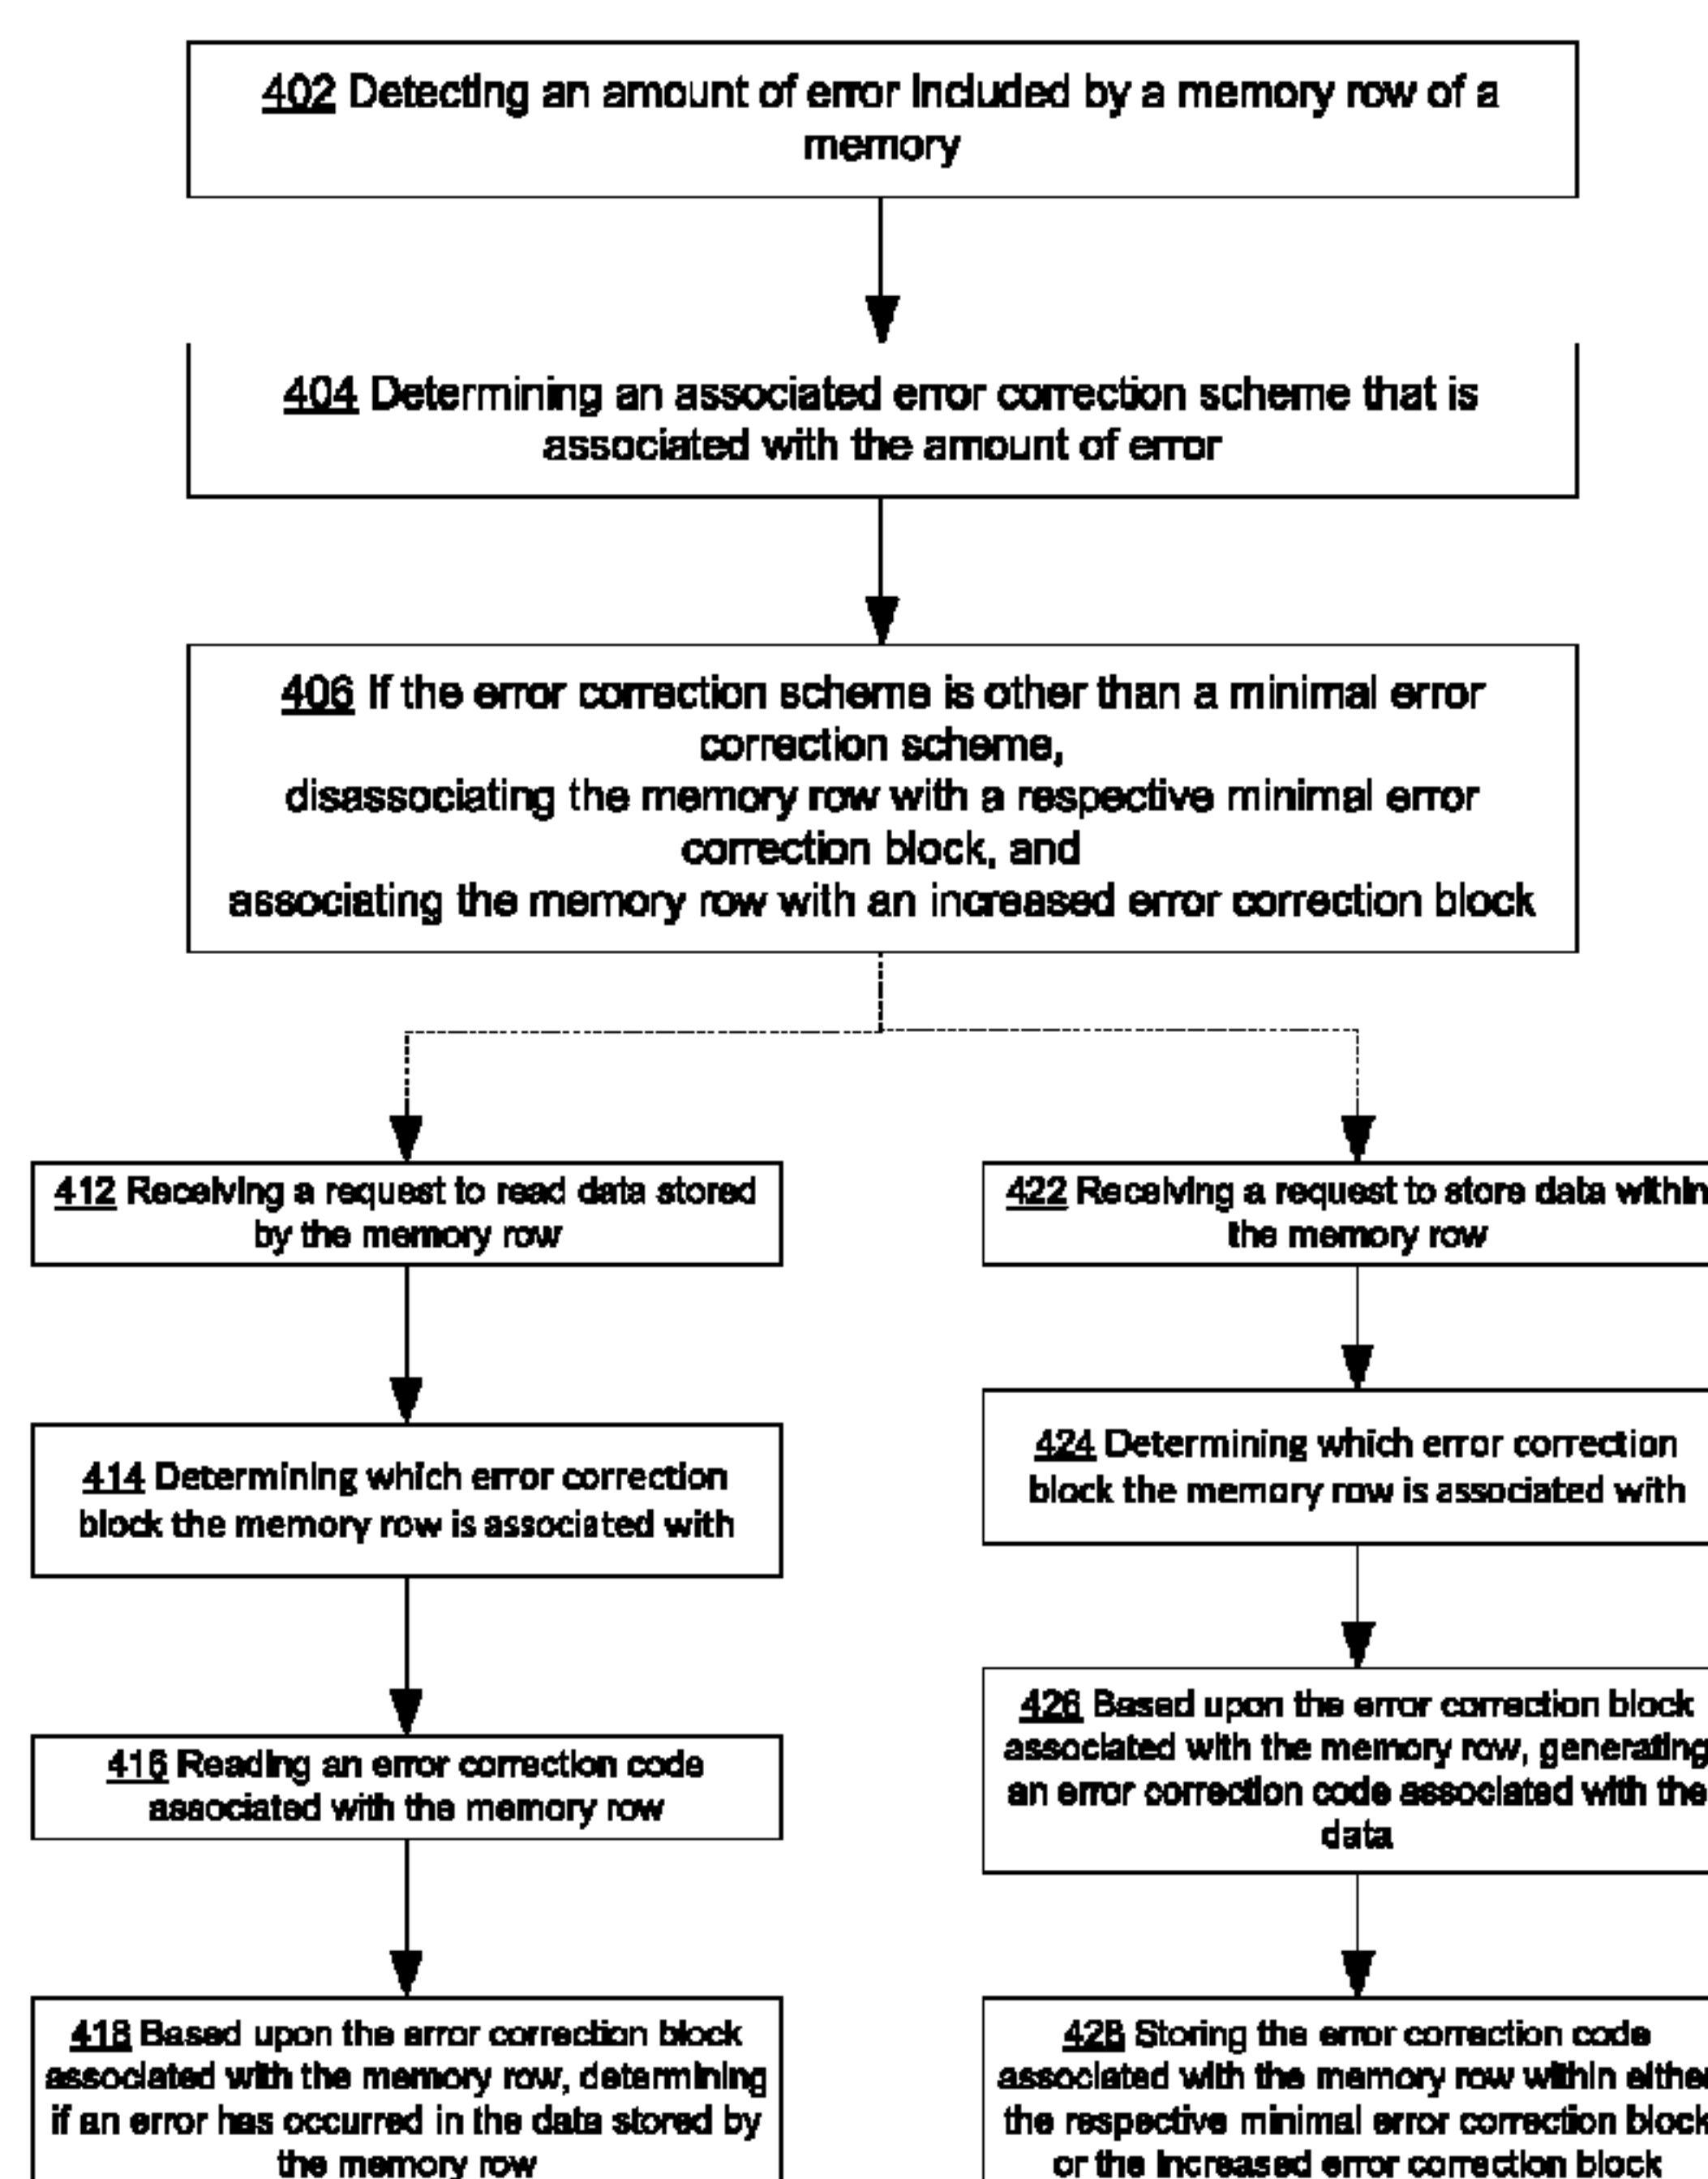 402 Detecting an amount of error included by a memory row of a
memory
404 Determining an associated error correction scheme that is
associated with the amount of error
406 If the error correction scheme is other than a minimal error
correction scheme,
disassociating the memory row with a respective minimal error
correction block, and
associating the memory row with an increased error correction block
412 Receiving a request to read data stored
by the memory row
414 Determining which error correction
block the memory row is associated with
416 Reading an error correction code
associated with the memory row
418 Based upon the error correction block
associated with the memory row, determining
if an error has occurred in the data stored by
the memory row
422 Receiving a request to store data within
the memory row
424 Determining which error correction
block the memory row is associated with
426 Based upon the error correction block
associated with the memory row, generating
an error correction code associated with the
data
428 Storing the error correction code
associated with the memory row within either
the respective minimal error correction block
or the increased error correction block